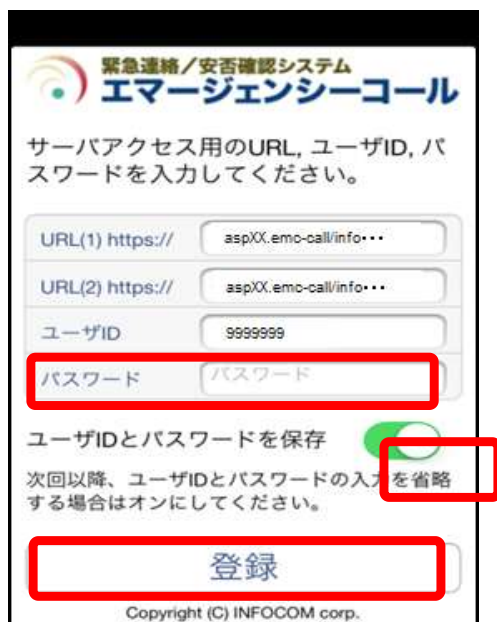 緊急連絡/安否確認システム
エマージェンシーコール
サーバアクセス用のURL, ユーザID, パ
スワードを入力してください。
URL(1) https:// aspXX.emc-call/info・・・
URL(2) https:// aspXX.emc-call/info・・・
ユーザID 9999999
パスワード パスワード
ユーザIDとパスワードを保存
次回以降、ユーザIDとパスワードの入力を省略
する場合はオンにしてください。
登録
Copyright (C) INFOCOM corp.